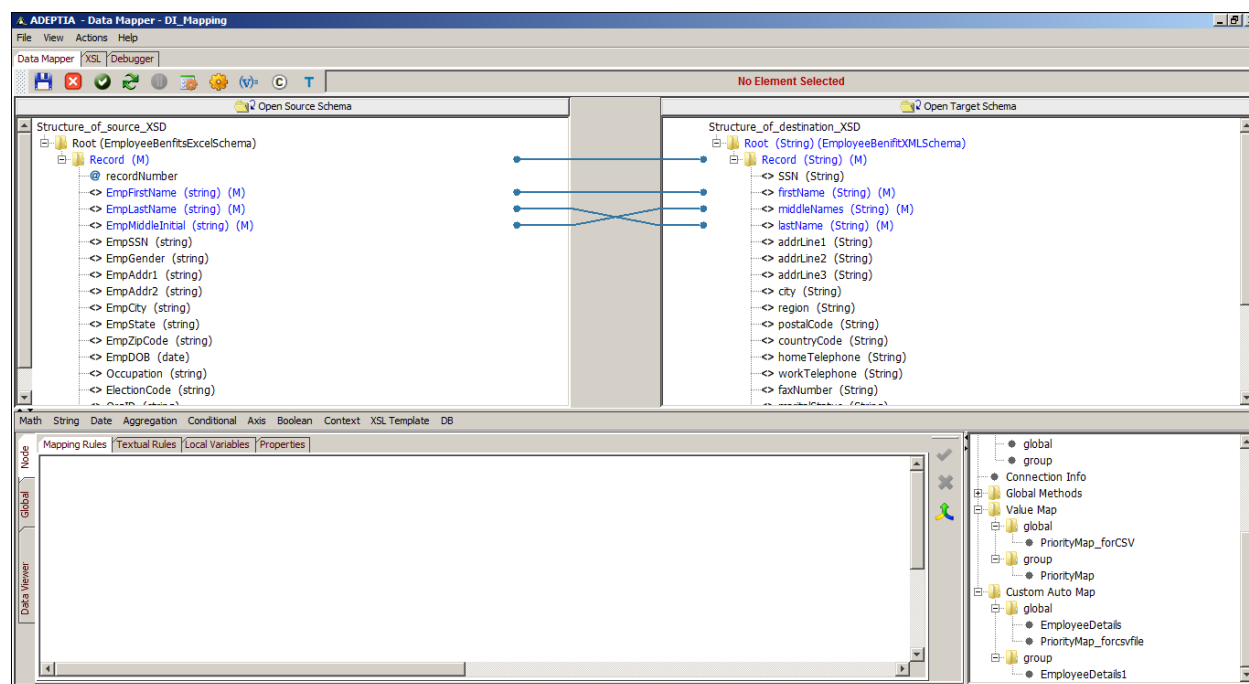 ADEPTIA - Data Mapper - DI_Mapping
File View Actions Help
Data Mapper XSL Debugger
(v)= C T No Element Selected
Open Source Schema
Open Target Schema
Structure_of_source_XSD
Root (EmployeeBenfitsExcelSchema)
Record (M)
@ recordNumber
<> EmpFirstName (string) (M)
<> EmpLastName (string) (M)
<> EmpMiddleInitial (string) (M)
<> EmpSSN (string)
<> EmpGender (string)
<> EmpAddr1 (string)
<> EmpAddr2 (string)
<> EmpCity (string)
<> EmpState (string)
<> EmpZipCode (string)
<> EmpDOB (date)
<> Occupation (string)
<> ElectionCode (string)
<> OrgID (string)
Structure_of_destination_XSD
Root (String) (EmployeeBenifitXMLSchema)
Record (String) (M)
<> SSN (String)
<> firstName (String) (M)
<> middleNames (String) (M)
<> lastName (String) (M)
<> addrLine1 (String)
<> addrLine2 (String)
<> addrLine3 (String)
<> city (String)
<> region (String)
<> postalCode (String)
<> countryCode (String)
<> homeTelephone (String)
<> workTelephone (String)
<> faxNumber (String)
<> maritalStatus (String)
Math String Date Aggregation Conditional Axis Boolean Context XSL Template DB
Node
Global
Data Viewer
Mapping Rules Textual Rules Local Variables Properties
global
group
Connection Info
Global Methods
Value Map
global
PriorityMap_forCSV
group
PriorityMap
Custom Auto Map
global
EmployeeDetails
PriorityMap_forcsvfile
group
EmployeeDetails1